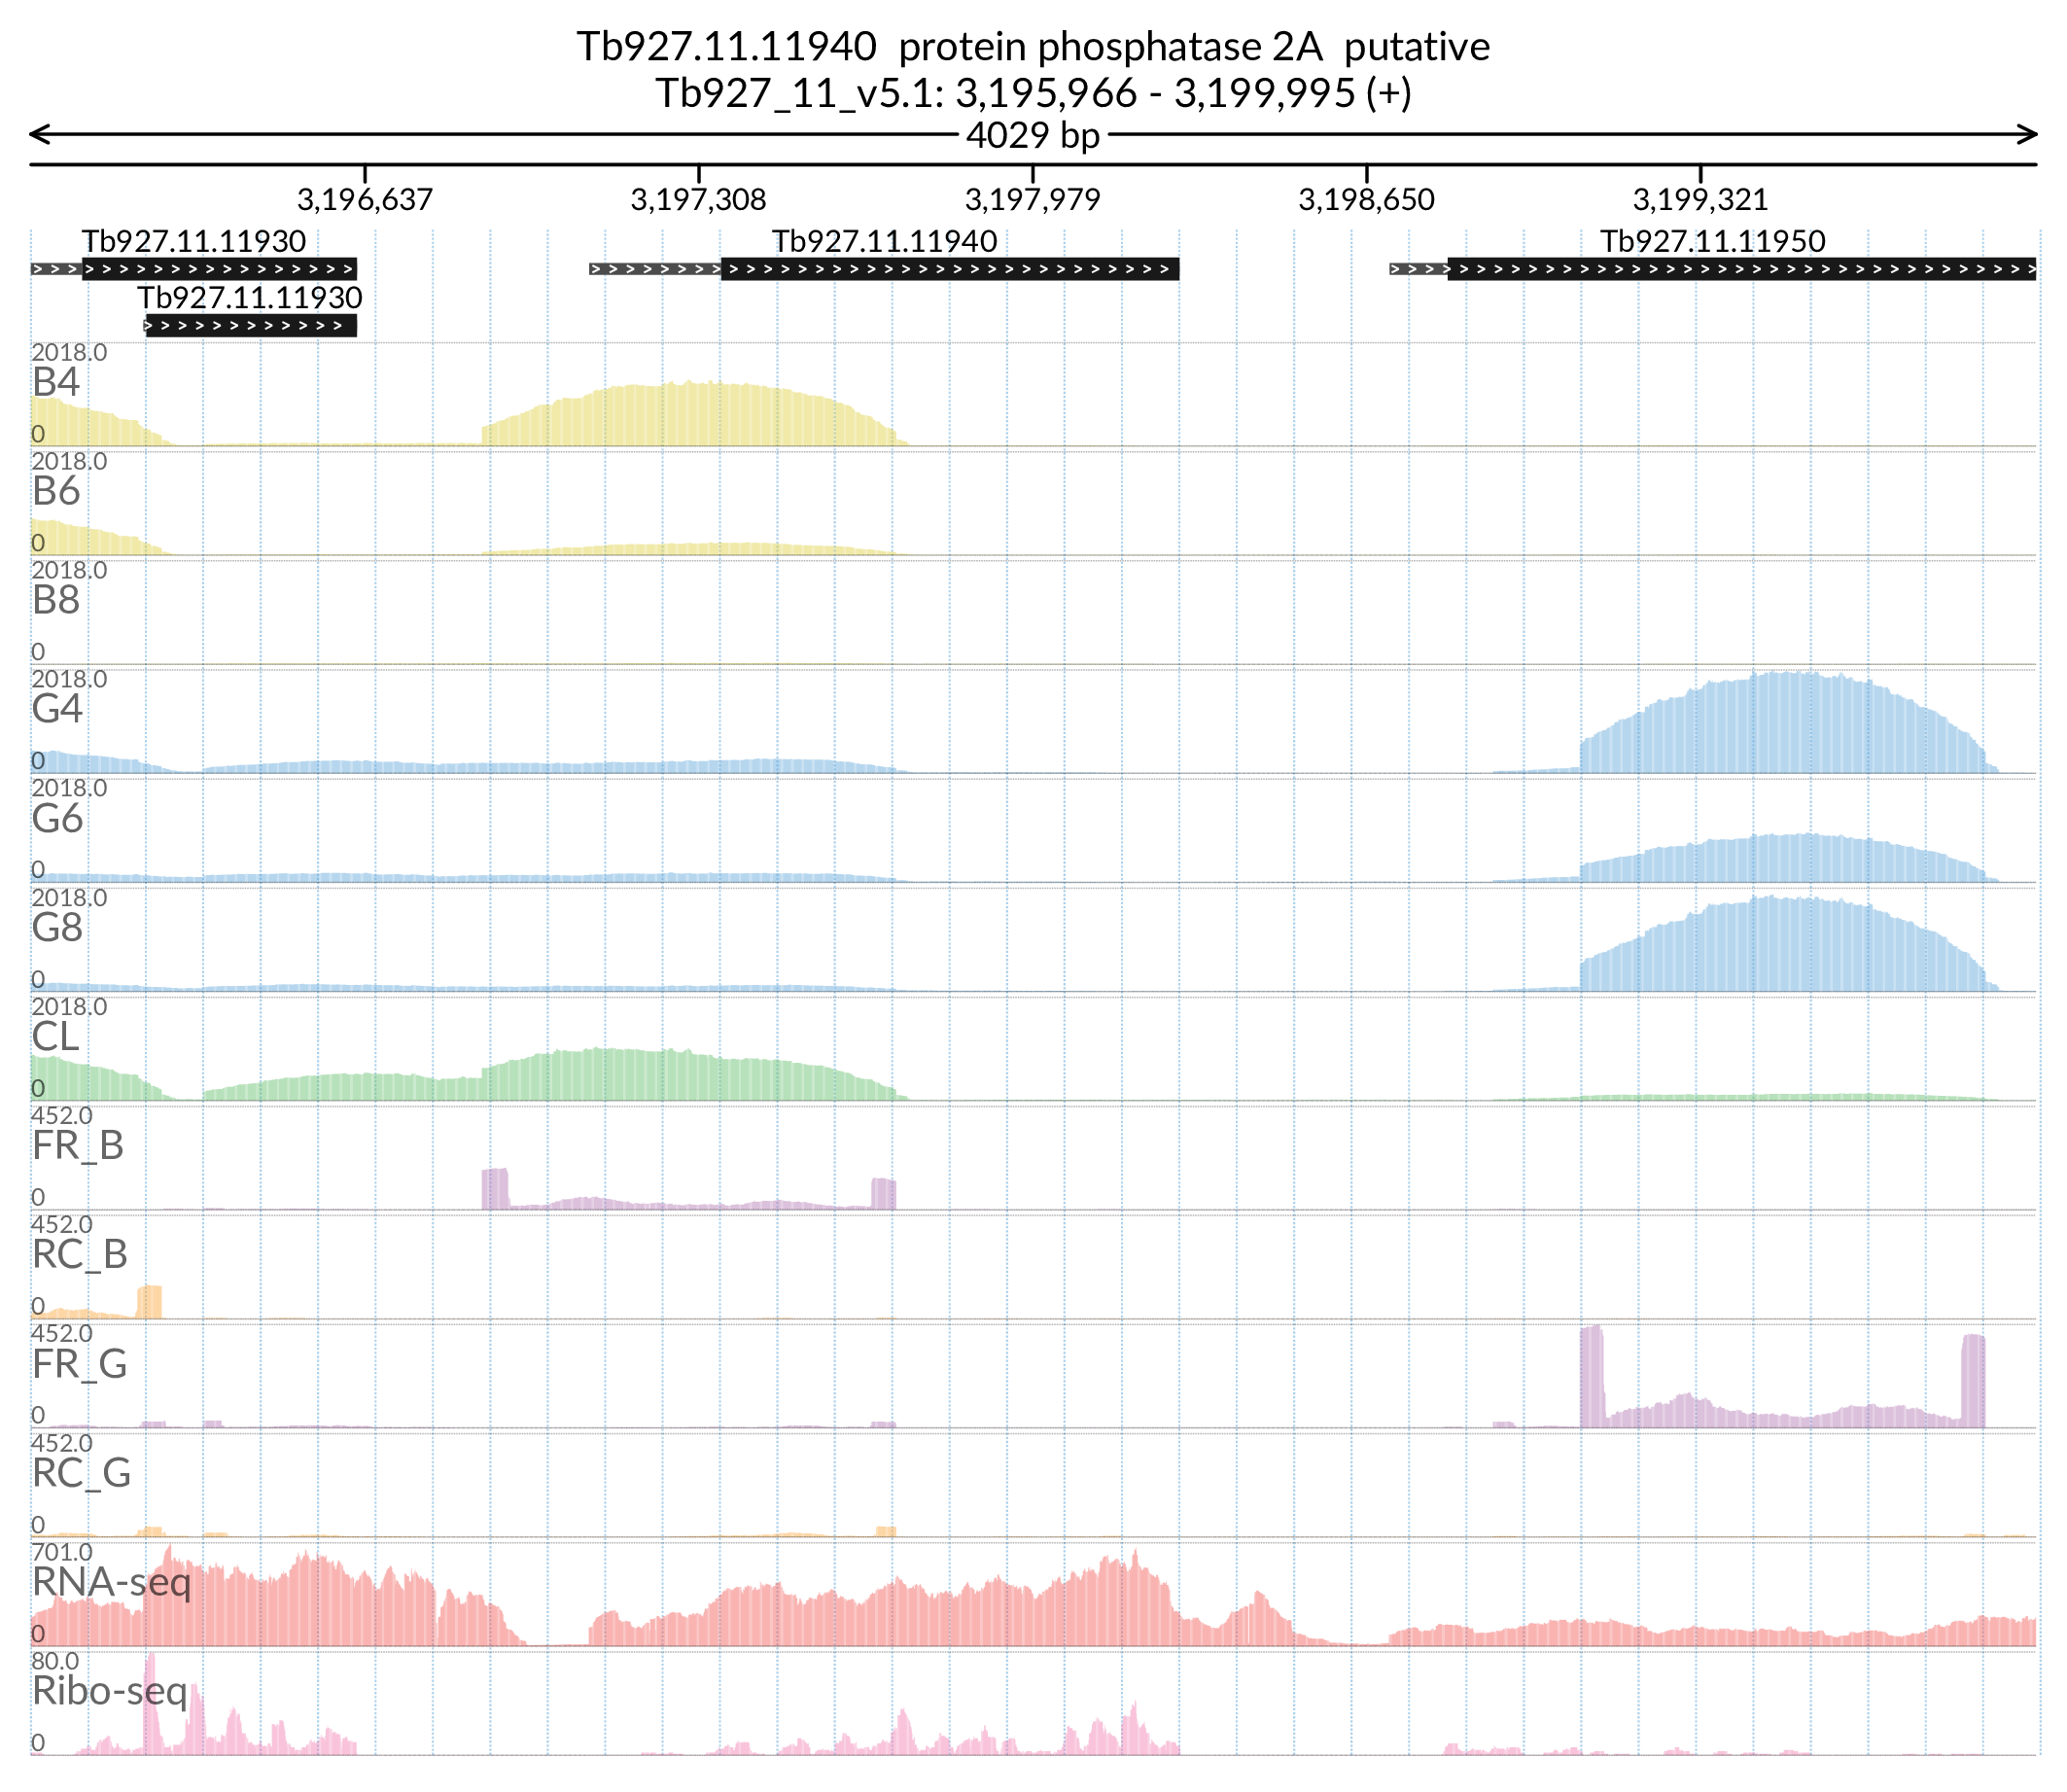 Tb927.11.11940  protein phosphatase 2A  putative
Tb927_11_v5.1: 3,195,966 - 3,199,995 (+)
4029 bp
3,196,637 3,197,308 3,197,979 3,198,650 3,199,321
Tb927.11.11930 Tb927.11.11940 Tb927.11.11950
Tb927.11.11930
2018.0
B4
0
2018.0
B6
0
2018.0
B8
0
2018.0
G4
0
2018.0
G6
0
2018.0
G8
0
2018.0
CL
0
452.0
FR_B
0
452.0
RC_B
0
452.0
FR_G
0
452.0
RC_G
0
701.0
RNA-seq
0
80.0
Ribo-seq
0